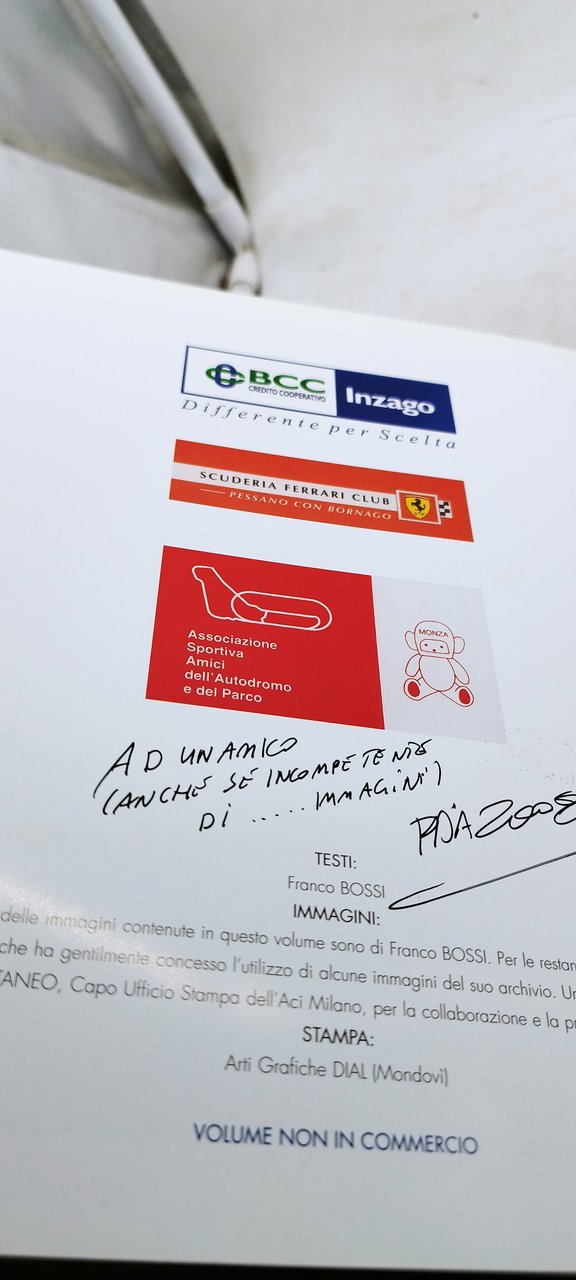 BCC
CREDITO COOPERATIVO
Inzago
Differente per Scelta
SCUDERIA FERRARI CLUB
PESSANO CON BORNAGO
Associazione
Sportiva
Amici
dell'Autodromo
e del Parco
MONZA
AD UN AMICO
(ANCHE SE INCOMPETENTE
DI ..... IMMAGINI)
2008
TESTI:
Franco BOSSI
IMMAGINI:
delle immagini contenute in questo volume sono di Franco BOSSI. Per le restan
che ha gentilmente concesso l'utilizzo di alcune immagini del suo archivio. Un
TANEO, Capo Ufficio Stampa dell'Aci Milano, per la collaborazione e la pr
STAMPA:
Arti Grafiche DIAL (Mondovì)
VOLUME NON IN COMMERCIO